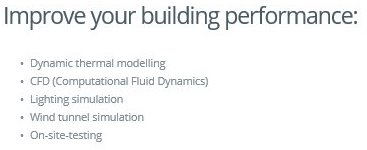 Improve your building performance:
• Dynamic thermal modelling
• CFD (Computational Fluid Dynamics)
• Lighting simulation
• Wind tunnel simulation
• On-site-testing